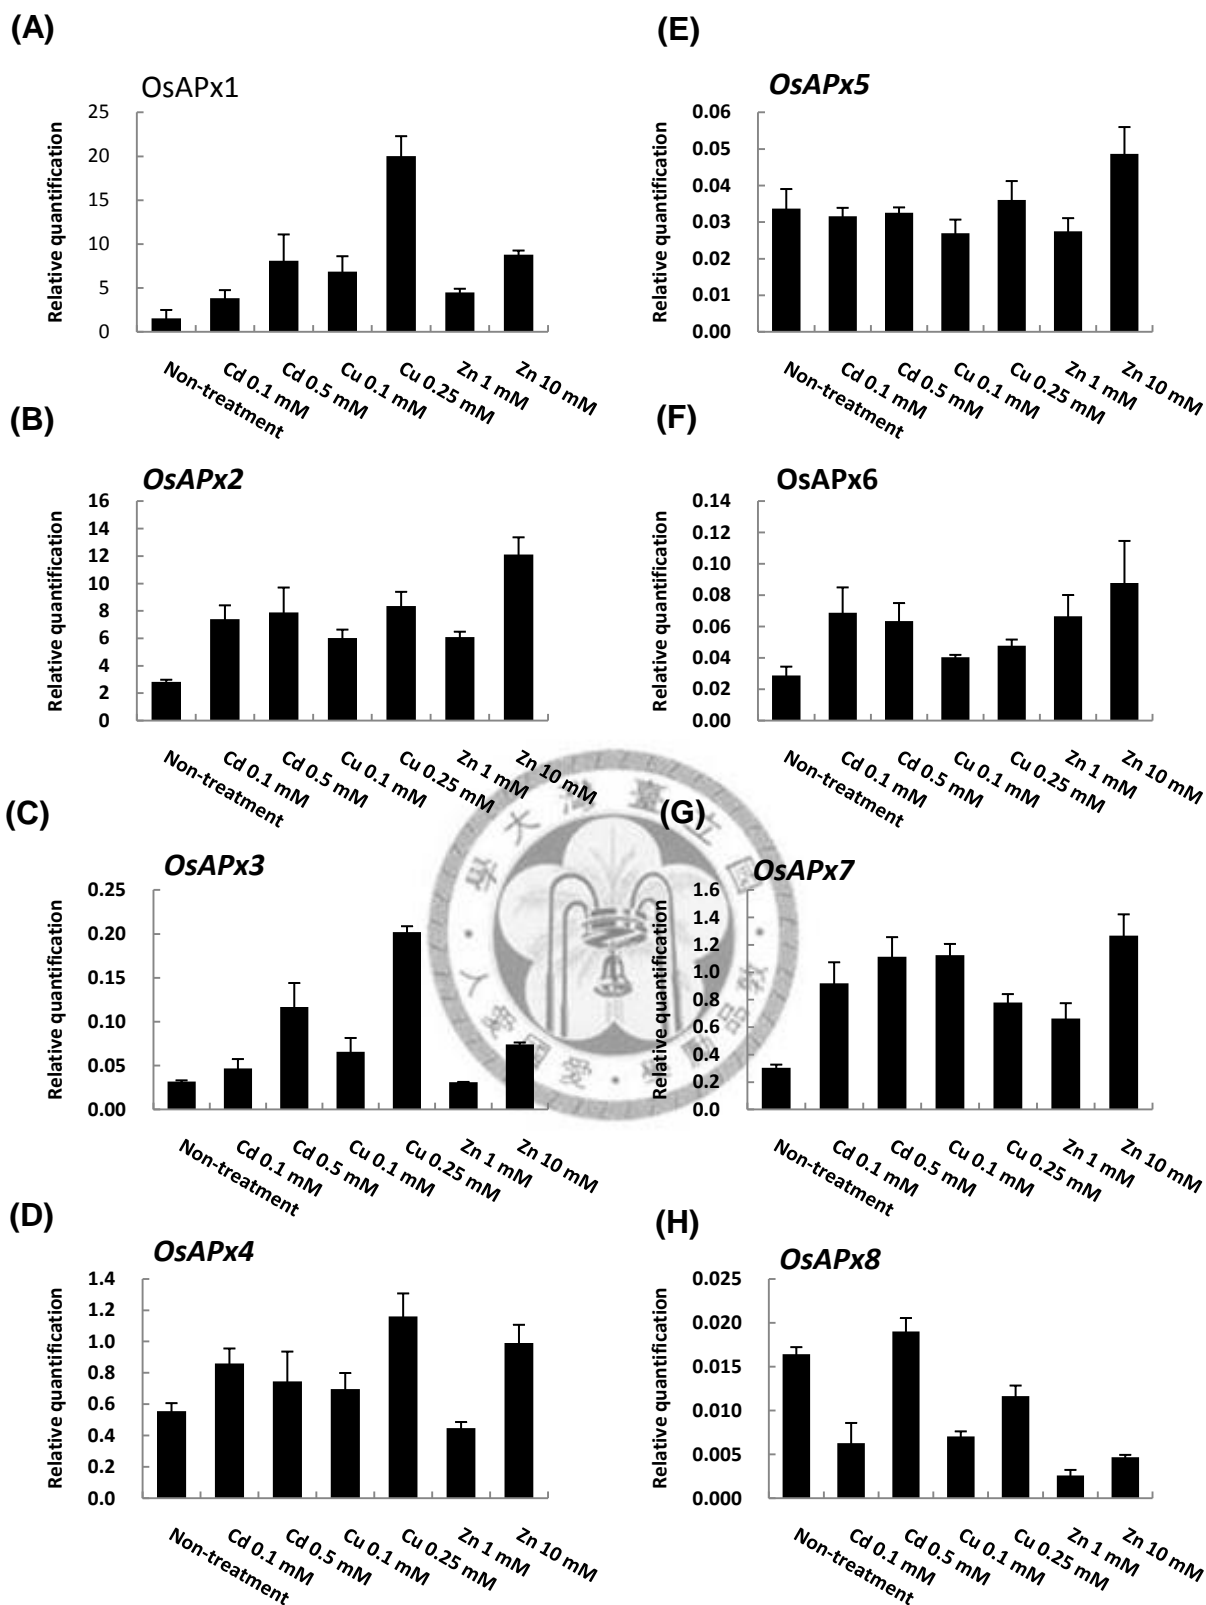 (A)
OsAPx1
Relative quantification
25
20
15
10
5
0
Non-treatment
Cd 0.1 mM
Cd 0.5 mM
Cu 0.1 mM
Cu 0.25 mM
Zn 1 mM
Zn 10 mM
(B)
OsAPx2
Relative quantification
16
14
12
10
8
6
4
2
0
Non-treatment
Cd 0.1 mM
Cd 0.5 mM
Cu 0.1 mM
Cu 0.25 mM
Zn 1 mM
Zn 10 mM
(C)
OsAPx3
Relative quantification
0.25
0.20
0.15
0.10
0.05
0.00
Non-treatment
Cd 0.1 mM
Cd 0.5 mM
Cu 0.1 mM
Cu 0.25 mM
Zn 1 mM
Zn 10 mM
(D)
OsAPx4
Relative quantification
1.4
1.2
1.0
0.8
0.6
0.4
0.2
0.0
Non-treatment
Cd 0.1 mM
Cd 0.5 mM
Cu 0.1 mM
Cu 0.25 mM
Zn 1 mM
Zn 10 mM
(E)
OsAPx5
Relative quantification
0.06
0.05
0.04
0.03
0.02
0.01
0.00
Non-treatment
Cd 0.1 mM
Cd 0.5 mM
Cu 0.1 mM
Cu 0.25 mM
Zn 1 mM
Zn 10 mM
(F)
OsAPx6
Relative quantification
0.14
0.12
0.10
0.08
0.06
0.04
0.02
0.00
Non-treatment
Cd 0.1 mM
Cd 0.5 mM
Cu 0.1 mM
Cu 0.25 mM
Zn 1 mM
Zn 10 mM
(G)
OsAPx7
Relative quantification
1.6
1.4
1.2
1.0
0.8
0.6
0.4
0.2
0.0
Non-treatment
Cd 0.1 mM
Cd 0.5 mM
Cu 0.1 mM
Cu 0.25 mM
Zn 1 mM
Zn 10 mM
(H)
OsAPx8
Relative quantification
0.025
0.020
0.015
0.010
0.005
0.000
Non-treatment
Cd 0.1 mM
Cd 0.5 mM
Cu 0.1 mM
Cu 0.25 mM
Zn 1 mM
Zn 10 mM
學大灣臺立國